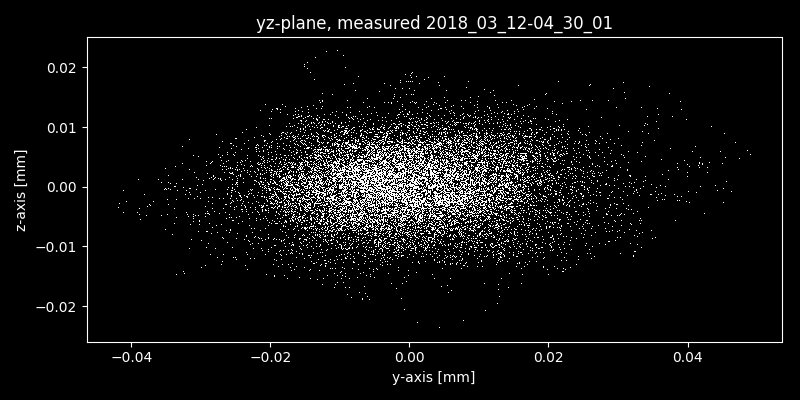 yz-plane, measured 2018_03_12-04_30_01
0.02
0.01
0.00
−0.01
−0.02
z-axis [mm]
−0.04 −0.02 0.00 0.02 0.04
y-axis [mm]